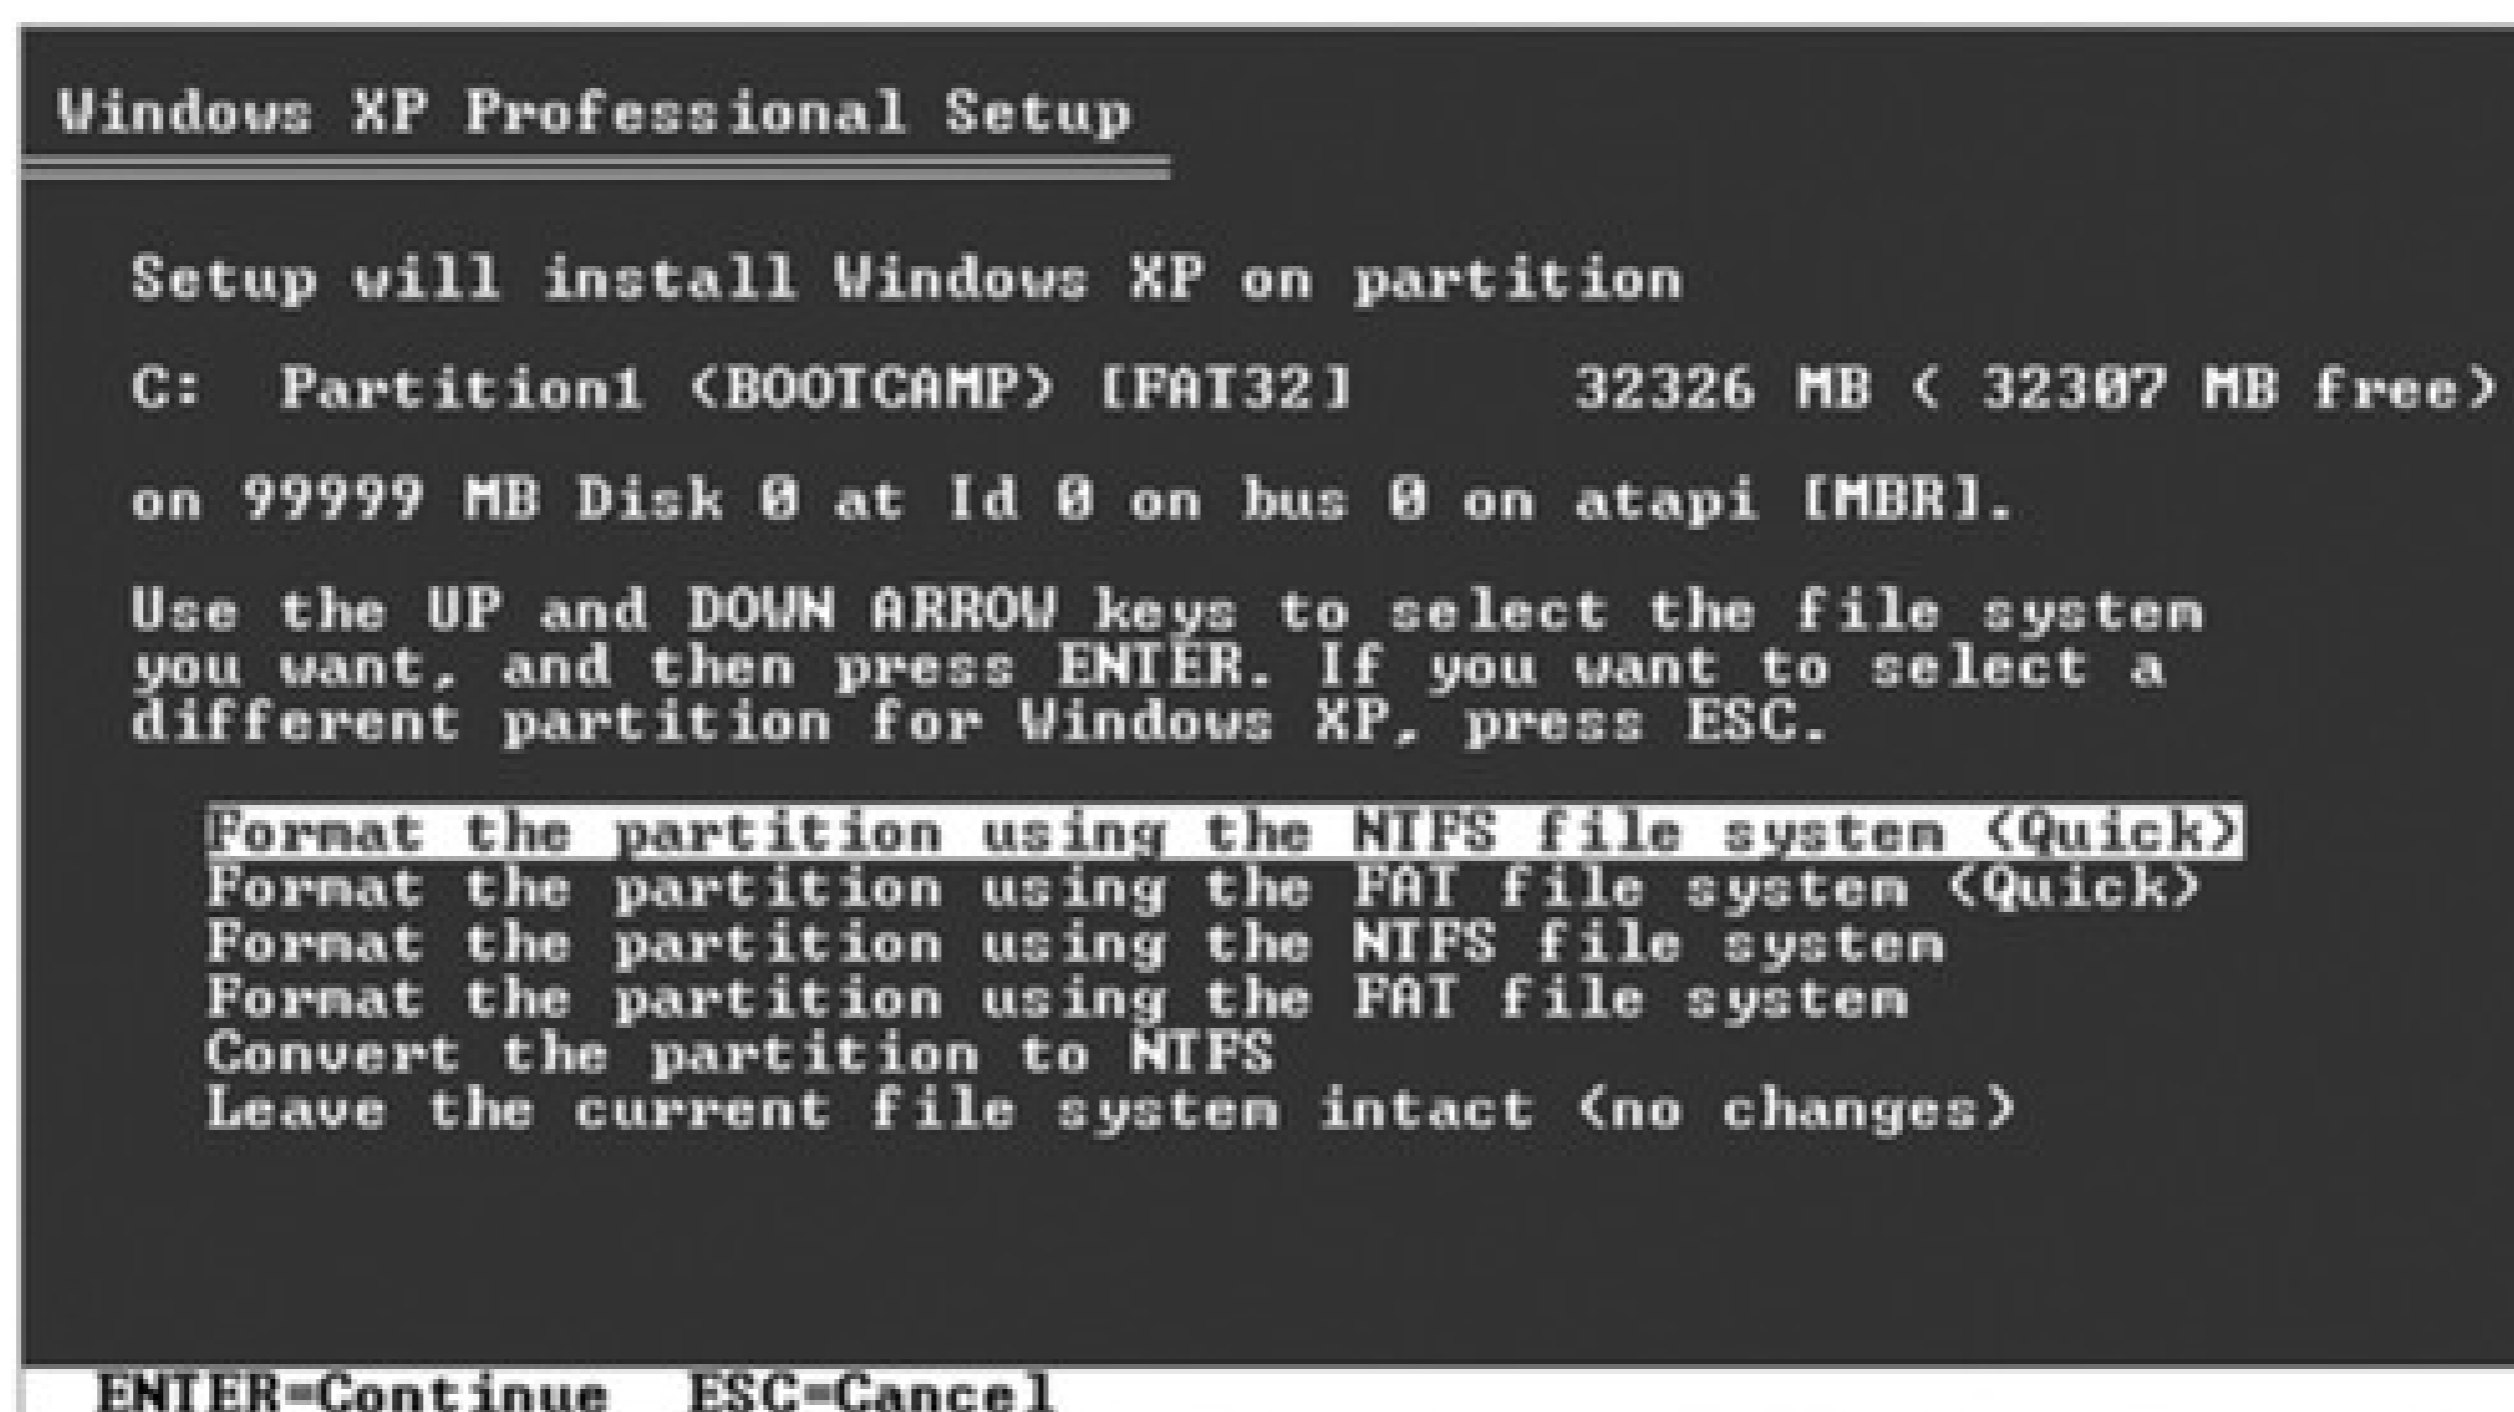 Windows XP Professional Setup
Setup will install Windows XP on partition
C:  Partition1 (BOOTCAMP) [FAT32]      32326 MB ( 32307 MB free)
on 99999 MB Disk 0 at Id 0 on bus 0 on atapi [MBR].
Use the UP and DOWN ARROW keys to select the file system
you want, and then press ENTER. If you want to select a
different partition for Windows XP, press ESC.
Format the partition using the NTFS file system (Quick)
Format the partition using the FAT file system (Quick)
Format the partition using the NTFS file system
Format the partition using the FAT file system
Convert the partition to NTFS
Leave the current file system intact (no changes)
ENTER=Continue  ESC=Cancel